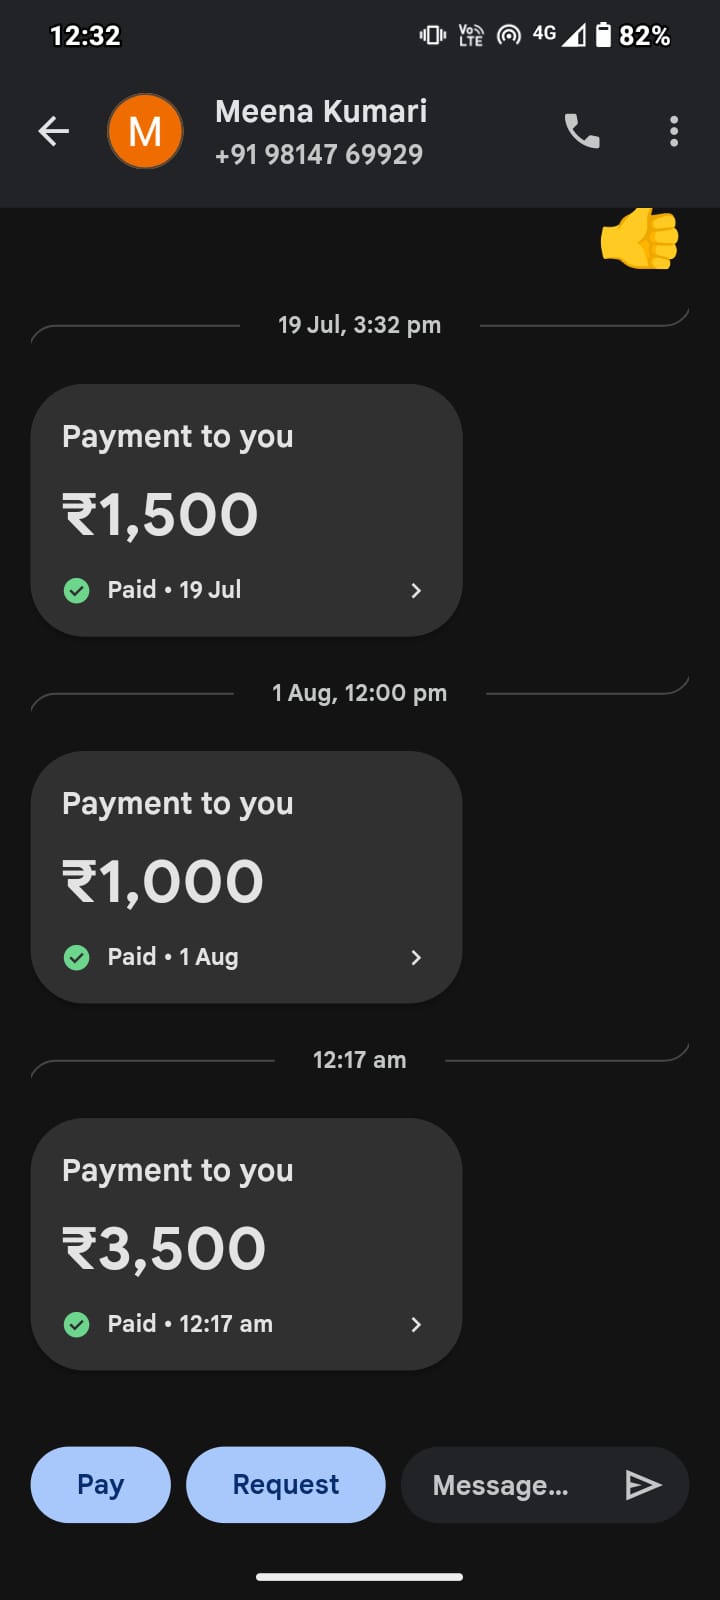 12:32
Vo LTE 4G 82%
M
Meena Kumari
+91 98147 69929
19 Jul, 3:32 pm
Payment to you
₹1,500
Paid • 19 Jul
1 Aug, 12:00 pm
Payment to you
₹1,000
Paid • 1 Aug
12:17 am
Payment to you
₹3,500
Paid • 12:17 am
Pay
Request
Message...